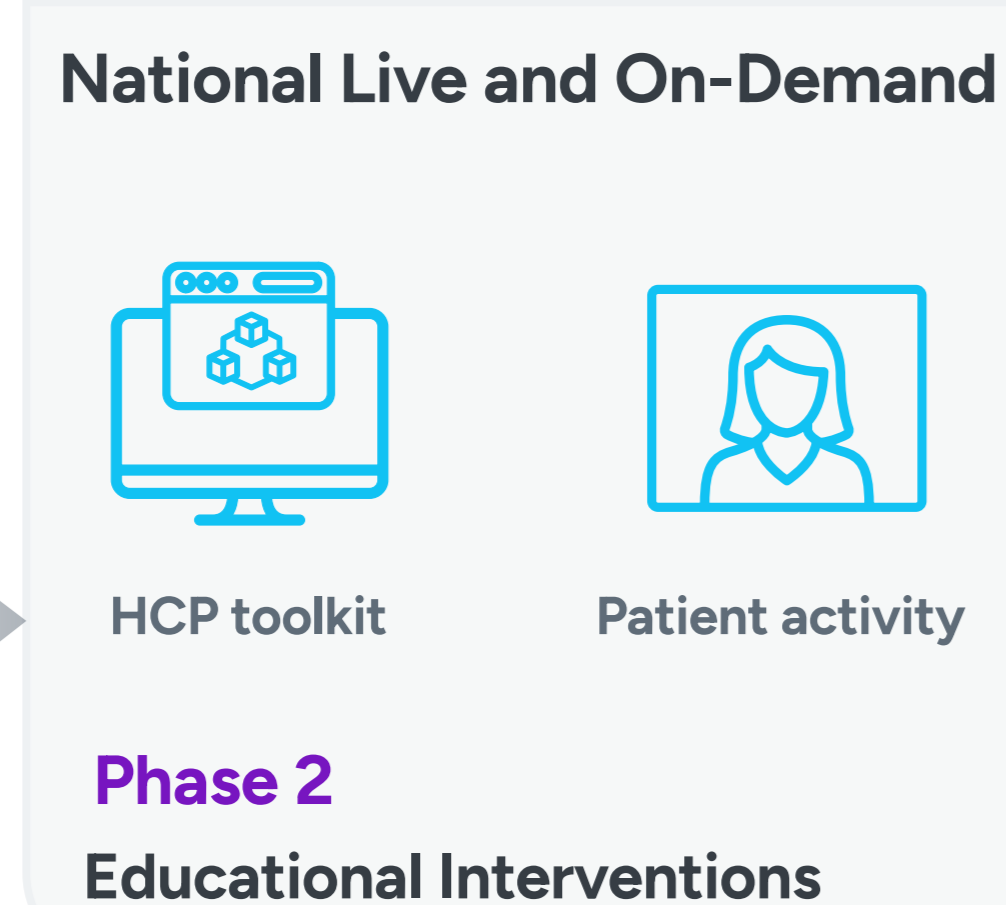 National Live and On-Demand
HCP toolkit
Patient activity
Phase 2
Educational Interventions